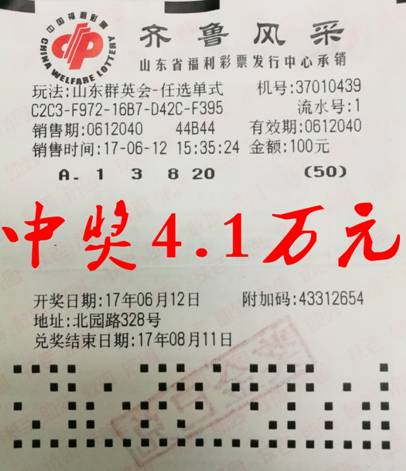 中国福利彩票
CHINA WELFARE LOTTERY
齐鲁风采
山东省福利彩票发行中心承销
玩法:山东群英会-任选单式 机号:37010439
C2C3-F972-16B7-D42C-F395 流水号:1
销售期:0612040 44B44 有效期:0612040
销售时间:17-06-12 15:35:24 金额:100元
A. 1 3 8 20 (50)
中奖4.1万元
开奖日期:17年06月12日 附加码:43312654
地址:北园路328号
兑奖结束日期:17年08月11日